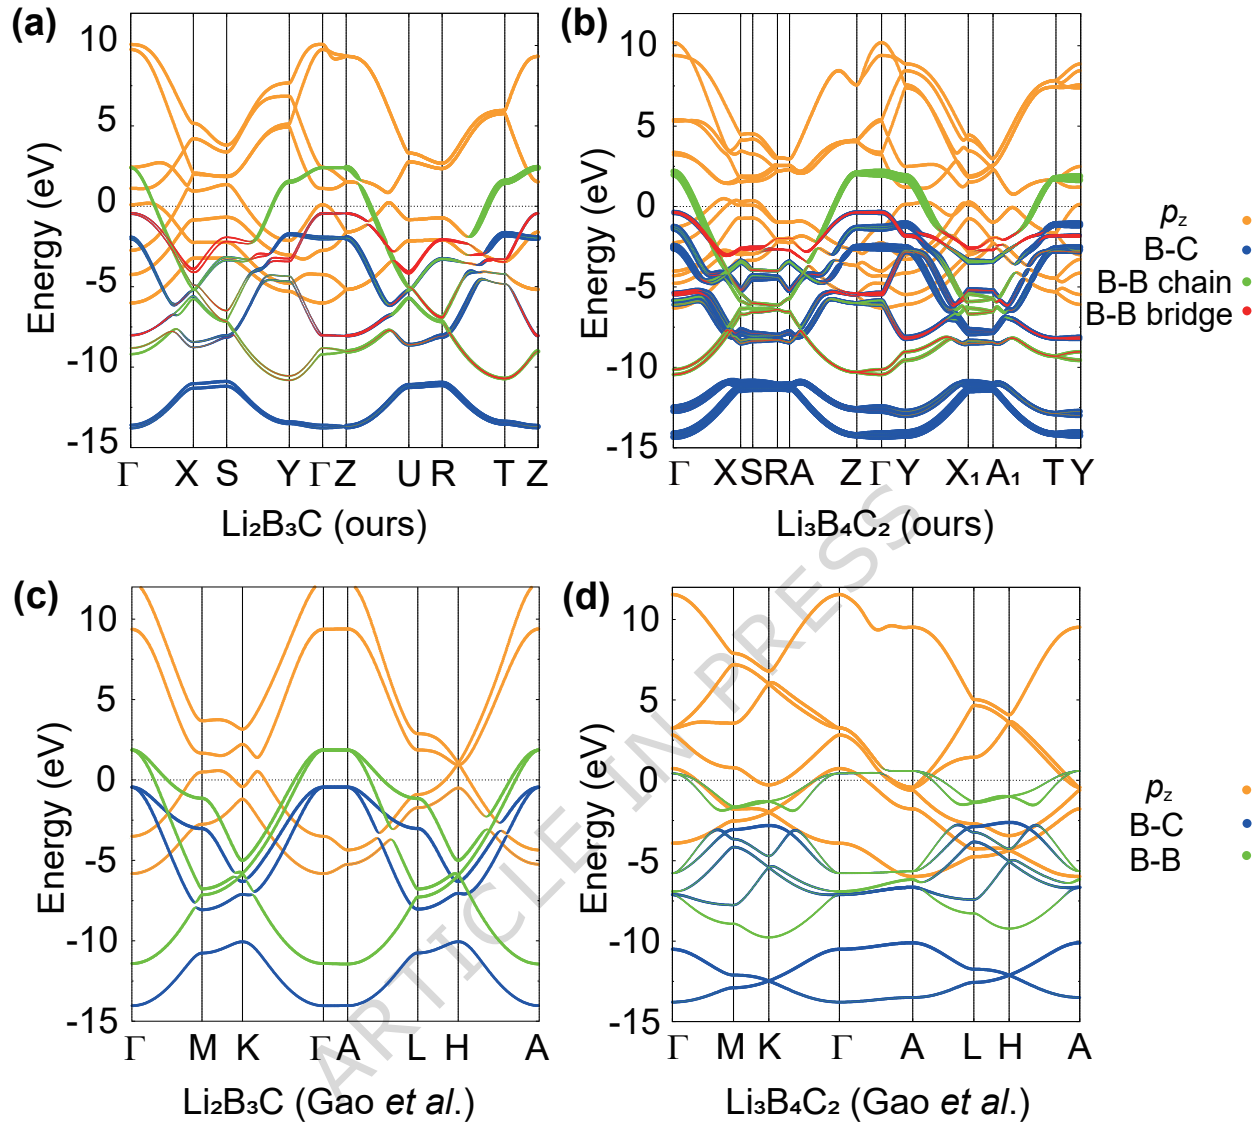 (a)
(b)
10
5
0
-5
-10
-15
Energy (eV)
Γ X S Y Γ Z U R T Z
Li₂B₃C (ours)
10
5
0
-5
-10
-15
Energy (eV)
Γ X S R A Z Γ Y X₁ A₁ T Y
Li₃B₄C₂ (ours)
pz
B-C
B-B chain
B-B bridge
(c)
(d)
10
5
0
-5
-10
-15
Energy (eV)
Γ M K Γ A L H A
Li₂B₃C (Gao et al.)
10
5
0
-5
-10
-15
Energy (eV)
Γ M K Γ A L H A
Li₃B₄C₂ (Gao et al.)
pz
B-C
B-B
ARTICLE IN PRESS